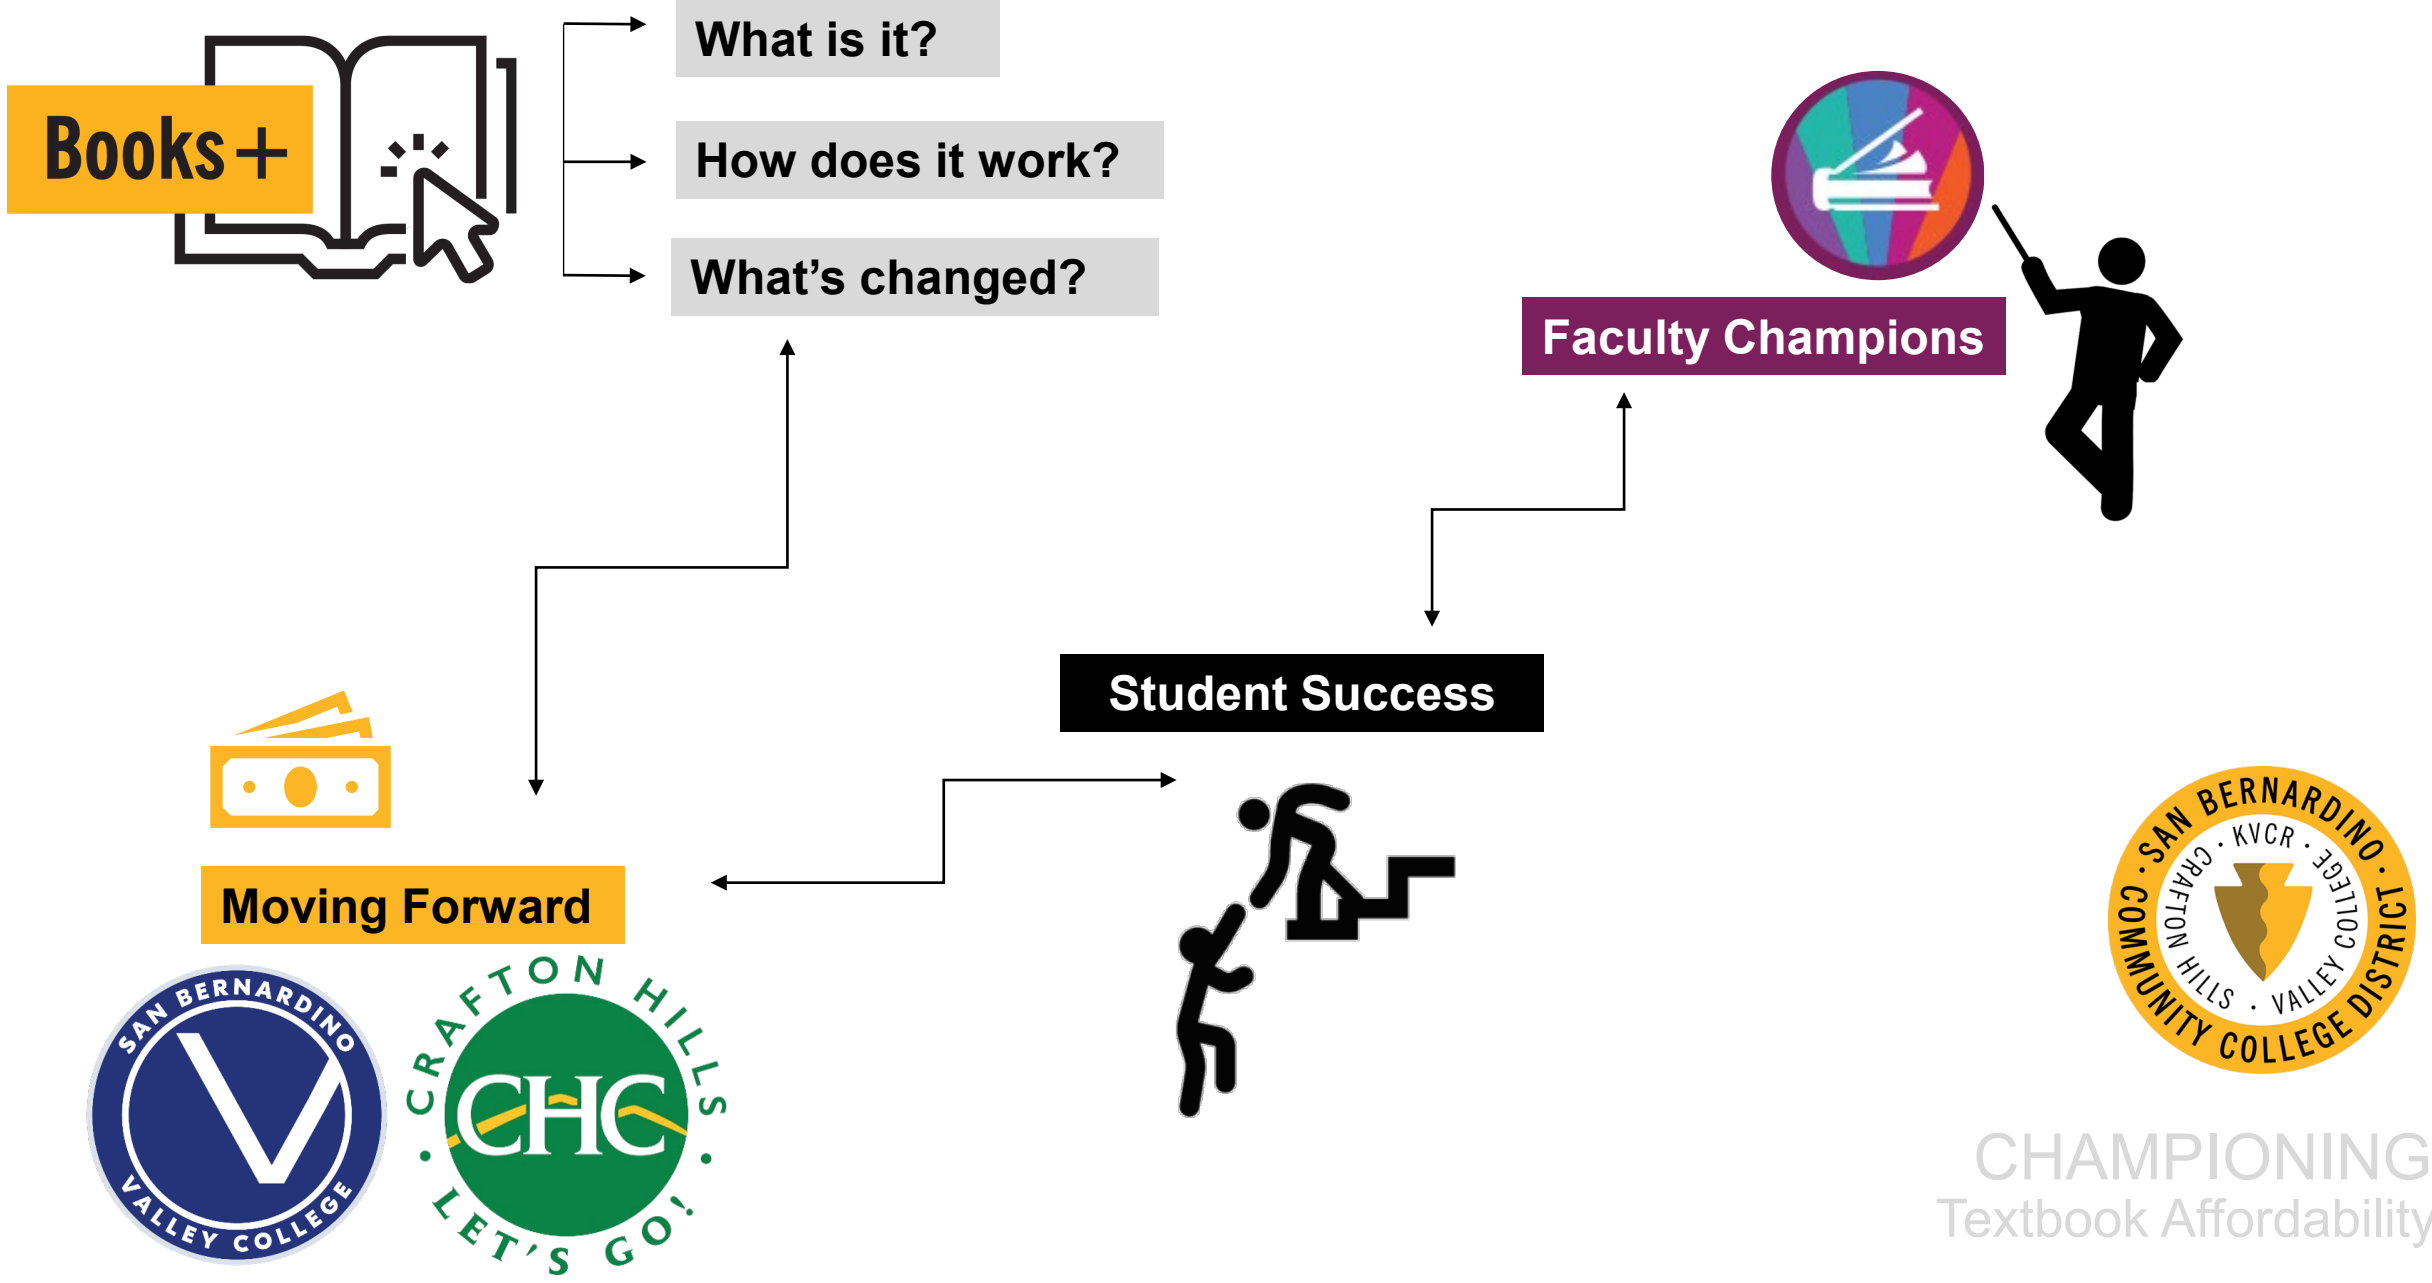 What is it?
Books+
How does it work?
What's changed?
Faculty Champions
Student Success
Moving Forward
SAN BERNARDINO
VALLEY COLLEGE
CRAFTON HILLS
CHC
LET'S GO!
SAN BERNARDINO
COMMUNITY COLLEGE DISTRICT
KVCR
CRAFTON HILLS
VALLEY COLLEGE
CHAMPIONING
Textbook Affordability